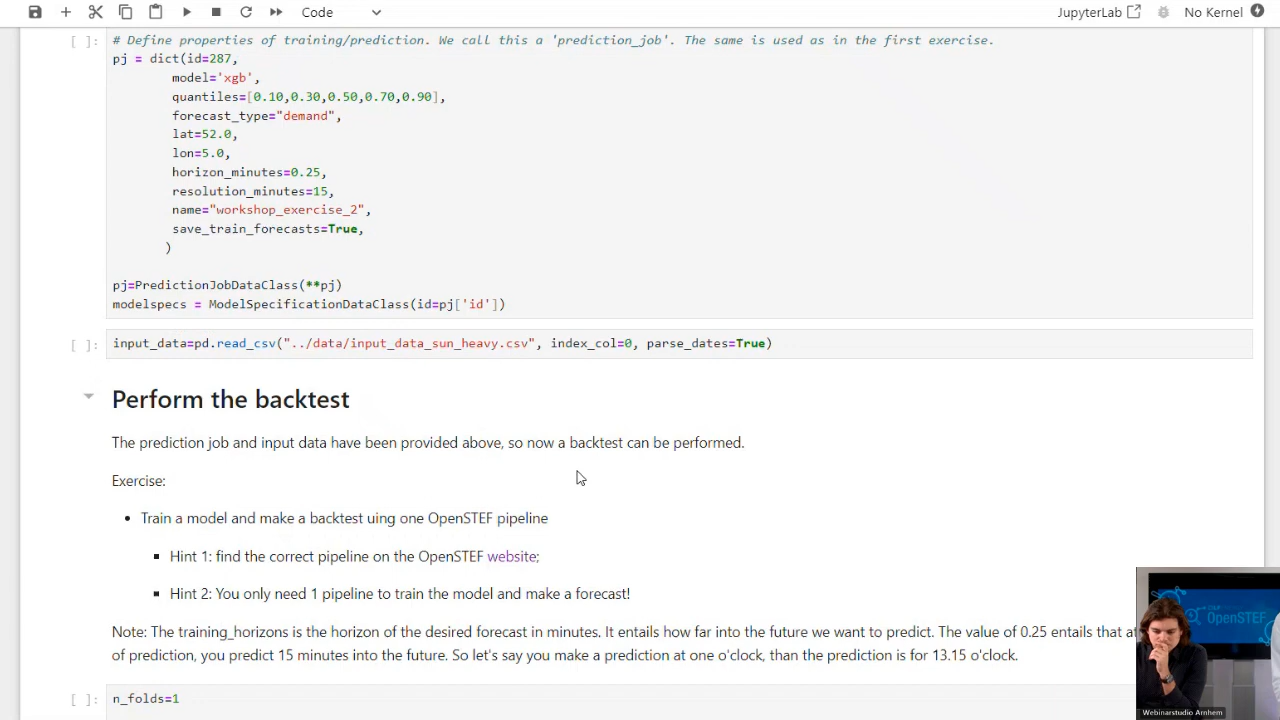 Code
JupyterLab
No Kernel
[ ]: # Define properties of training/prediction. We call this a 'prediction_job'. The same is used as in the first exercise.
pj = dict(id=287,
model='xgb',
quantiles=[0.10,0.30,0.50,0.70,0.90],
forecast_type="demand",
lat=52.0,
lon=5.0,
horizon_minutes=0.25,
resolution_minutes=15,
name="workshop_exercise_2",
save_train_forecasts=True,
)
pj=PredictionJobDataClass(**pj)
modelspecs = ModelSpecificationDataClass(id=pj['id'])
[ ]: input_data=pd.read_csv("../data/input_data_sun_heavy.csv", index_col=0, parse_dates=True)
Perform the backtest
The prediction job and input data have been provided above, so now a backtest can be performed.
Exercise:
• Train a model and make a backtest uing one OpenSTEF pipeline
▪ Hint 1: find the correct pipeline on the OpenSTEF website;
▪ Hint 2: You only need 1 pipeline to train the model and make a forecast!
Note: The training_horizons is the horizon of the desired forecast in minutes. It entails how far into the future we want to predict. The value of 0.25 entails that at
of prediction, you predict 15 minutes into the future. So let's say you make a prediction at one o'clock, than the prediction is for 13.15 o'clock.
[ ]: n_folds=1
OpenSTEF
Webinarstudio Arnhem